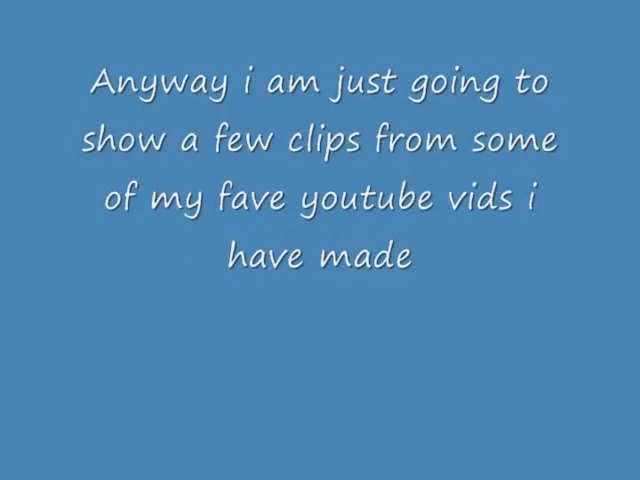 Anyway i am just going to
show a few clips from some
of my fave youtube vids i
have made